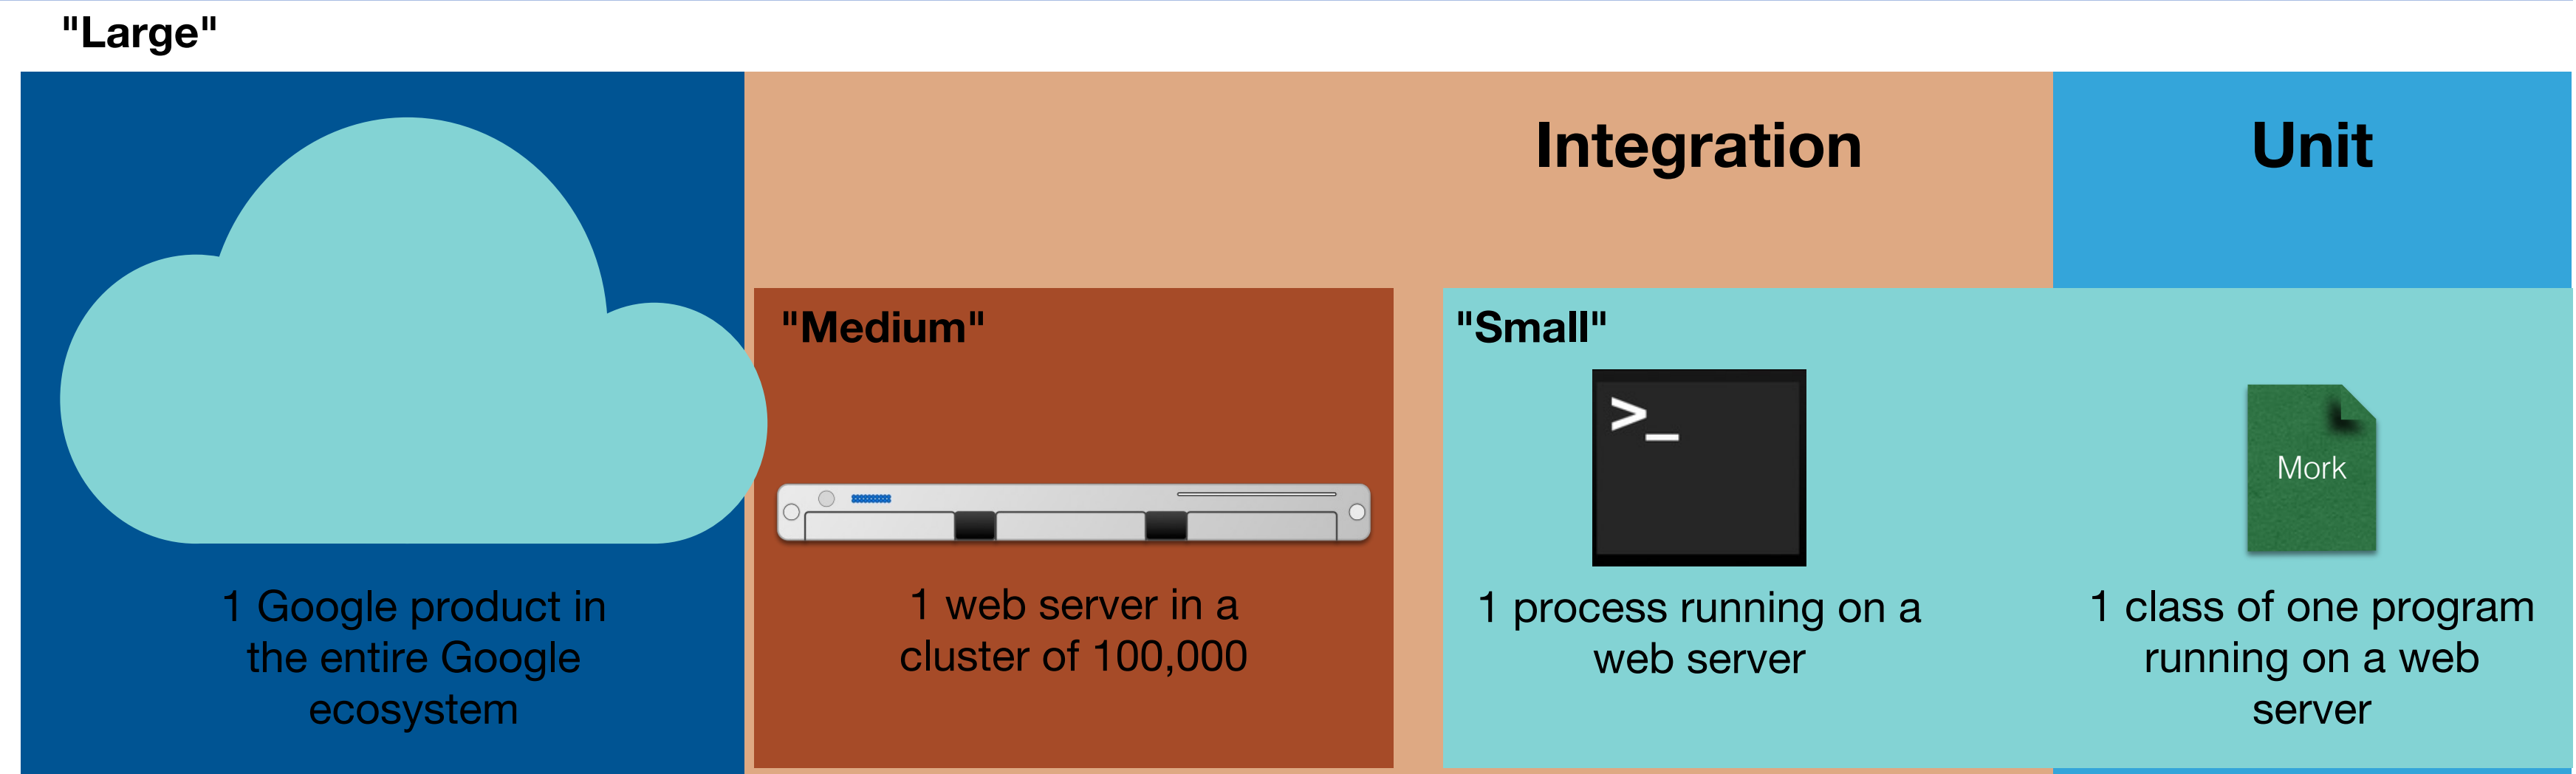 "Large"
Integration
Unit
"Medium"
"Small"
>_
Mork
1 Google product in
the entire Google
ecosystem
1 web server in a
cluster of 100,000
1 process running on a
web server
1 class of one program
running on a web
server